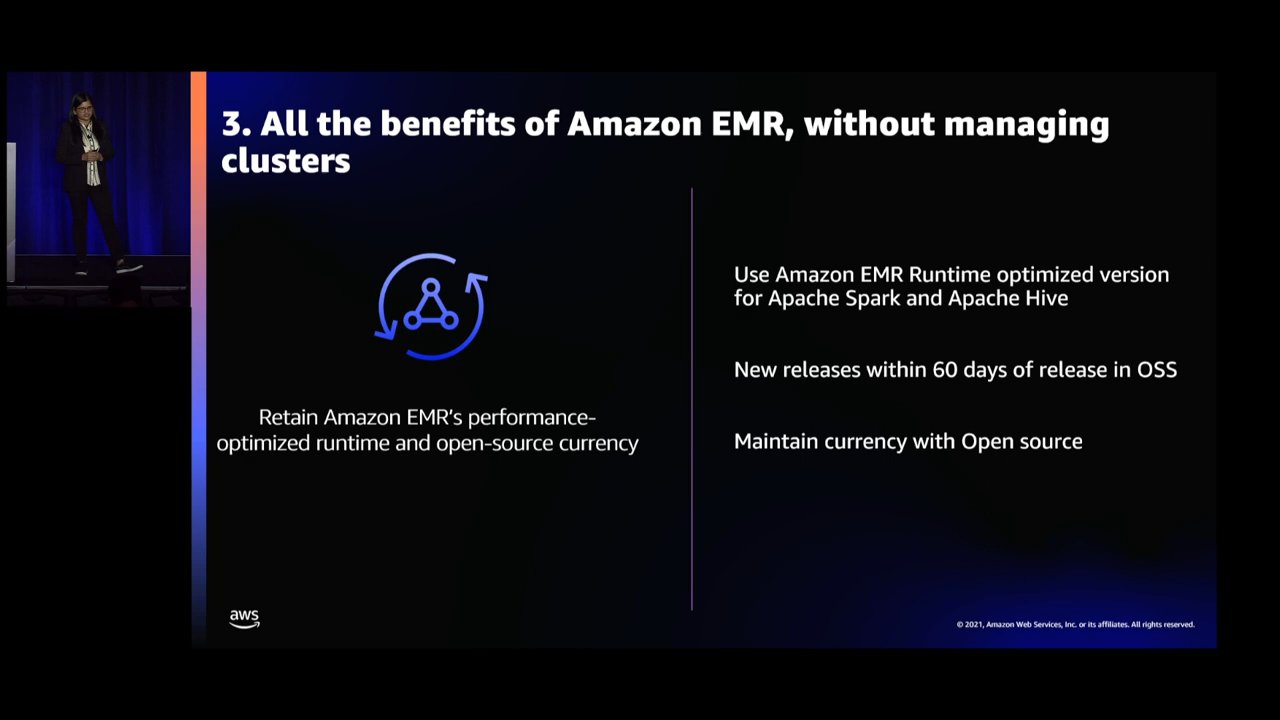 3. All the benefits of Amazon EMR, without managing
clusters
Retain Amazon EMR’s performance-
optimized runtime and open-source currency
Use Amazon EMR Runtime optimized version
for Apache Spark and Apache Hive
New releases within 60 days of release in OSS
Maintain currency with Open source
aws
© 2021, Amazon Web Services, Inc. or its affiliates. All rights reserved.